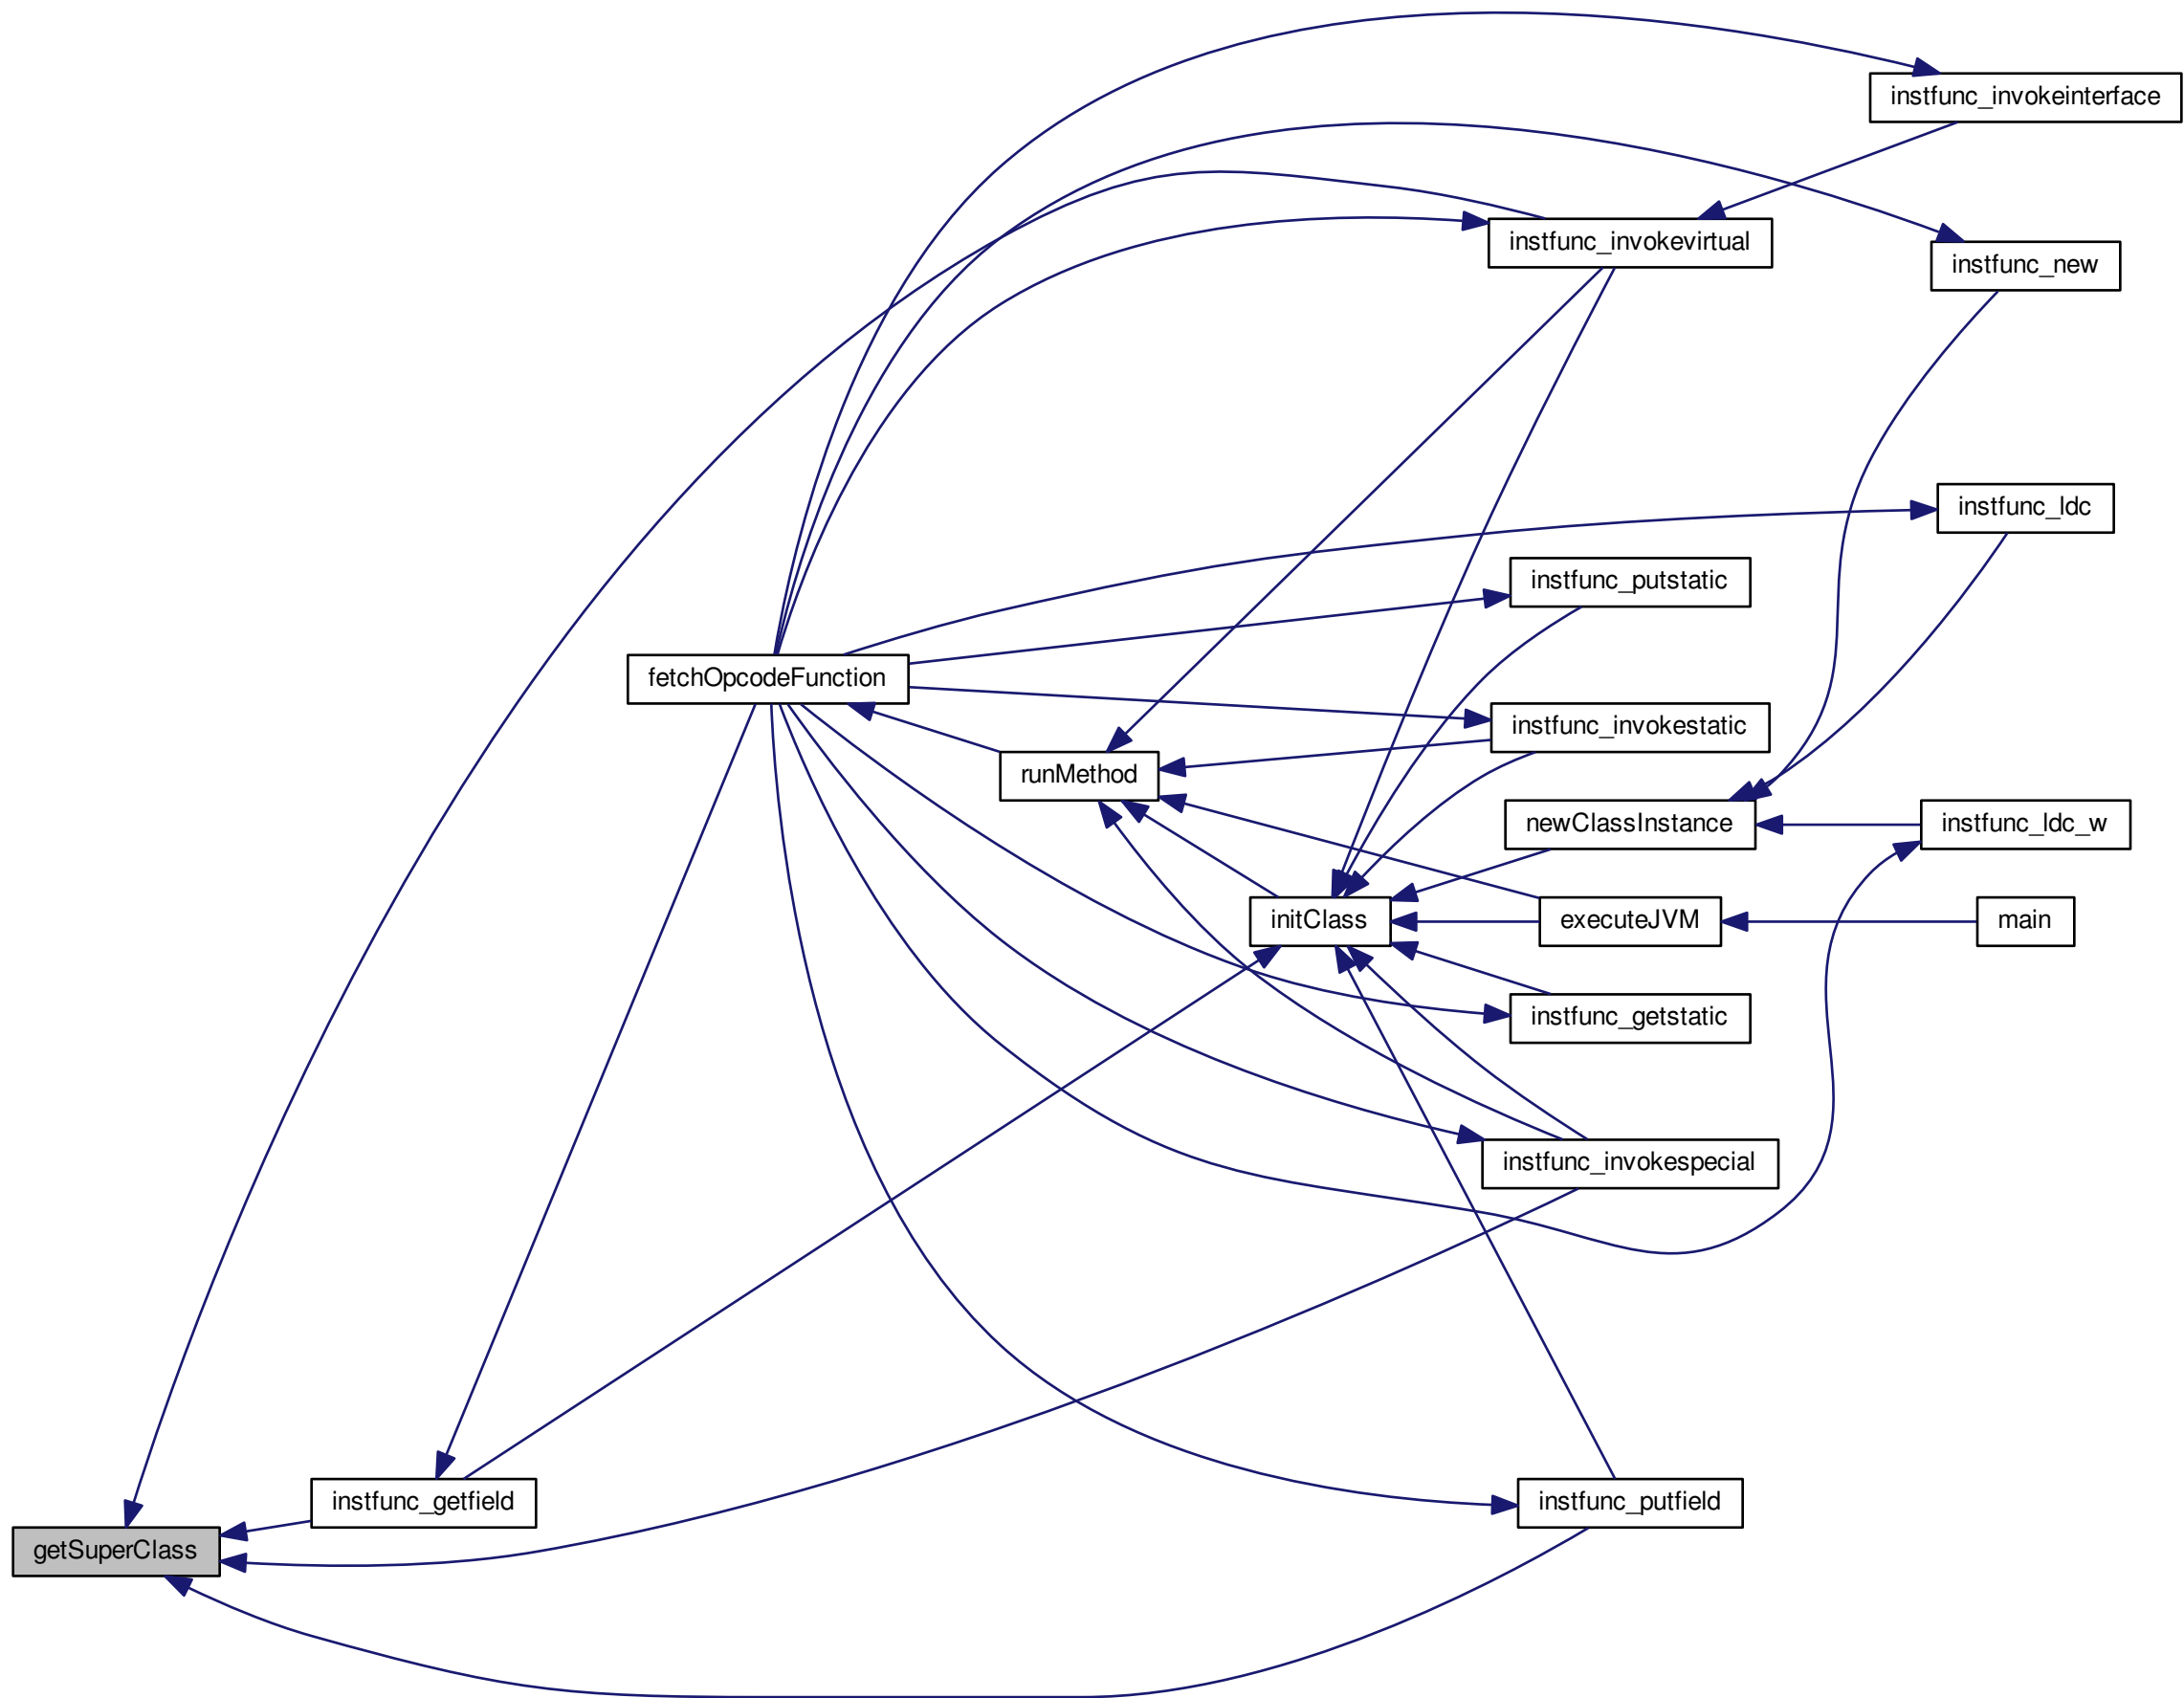 instfunc_invokeinterface
instfunc_invokevirtual
instfunc_new
instfunc_ldc
instfunc_putstatic
fetchOpcodeFunction
instfunc_invokestatic
runMethod
newClassInstance
instfunc_ldc_w
initClass
executeJVM
main
instfunc_getstatic
instfunc_invokespecial
instfunc_getfield
instfunc_putfield
getSuperClass